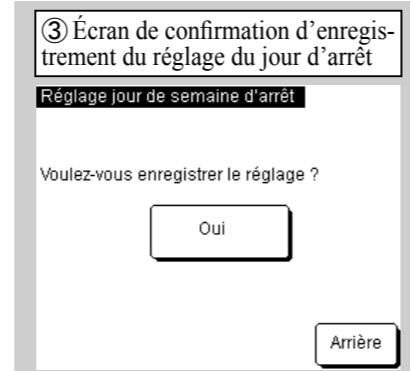 ③ Écran de confirmation d’enregis-
trement du réglage du jour d’arrêt
Réglage jour de semaine d'arrêt
Voulez-vous enregistrer le réglage ?
Oui
Arrière